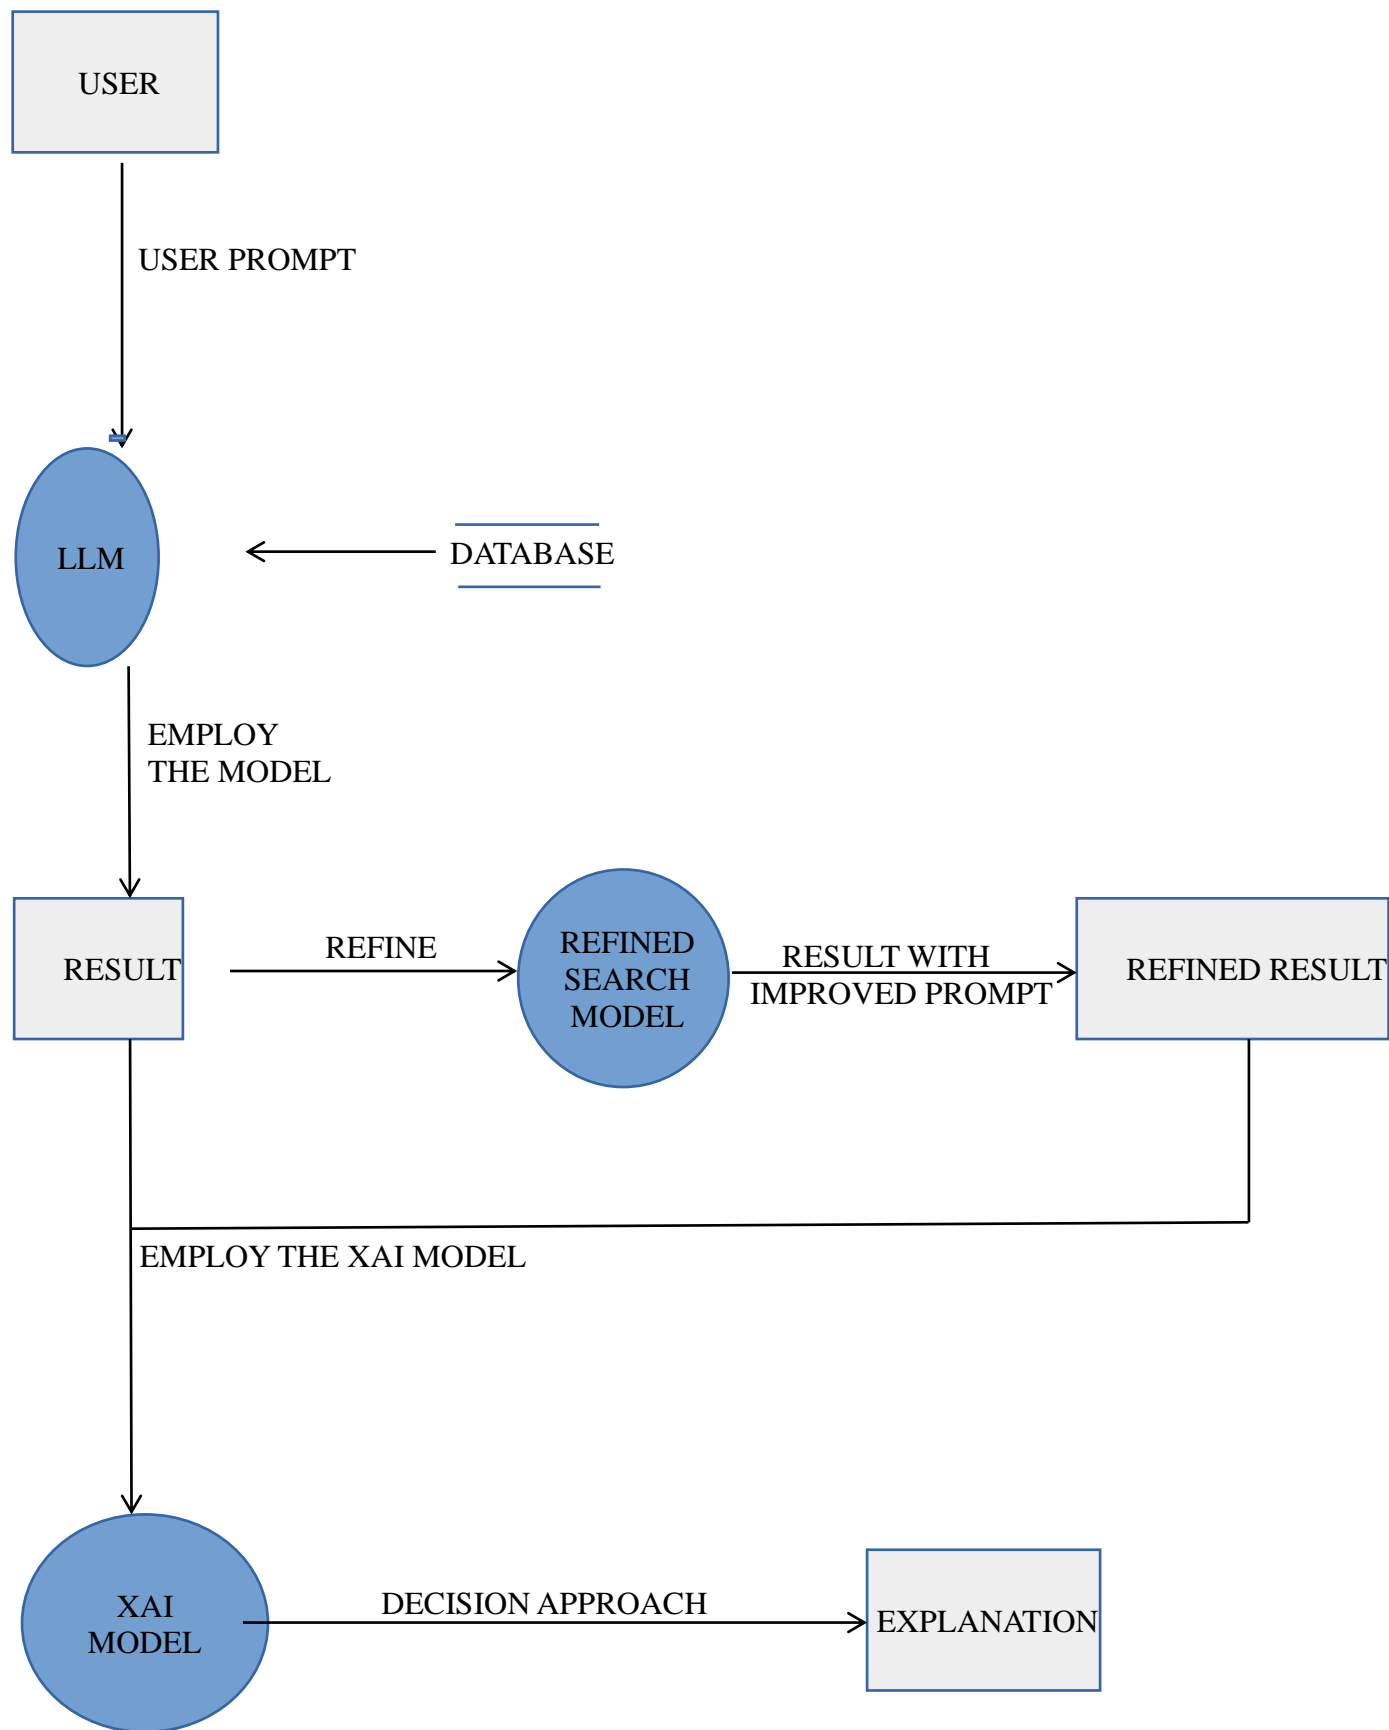 USER
USER PROMPT
LLM
DATABASE
EMPLOY
THE MODEL
RESULT
REFINE
REFINED
SEARCH
MODEL
RESULT WITH
IMPROVED PROMPT
REFINED RESULT
EMPLOY THE XAI MODEL
XAI
MODEL
DECISION APPROACH
EXPLANATION